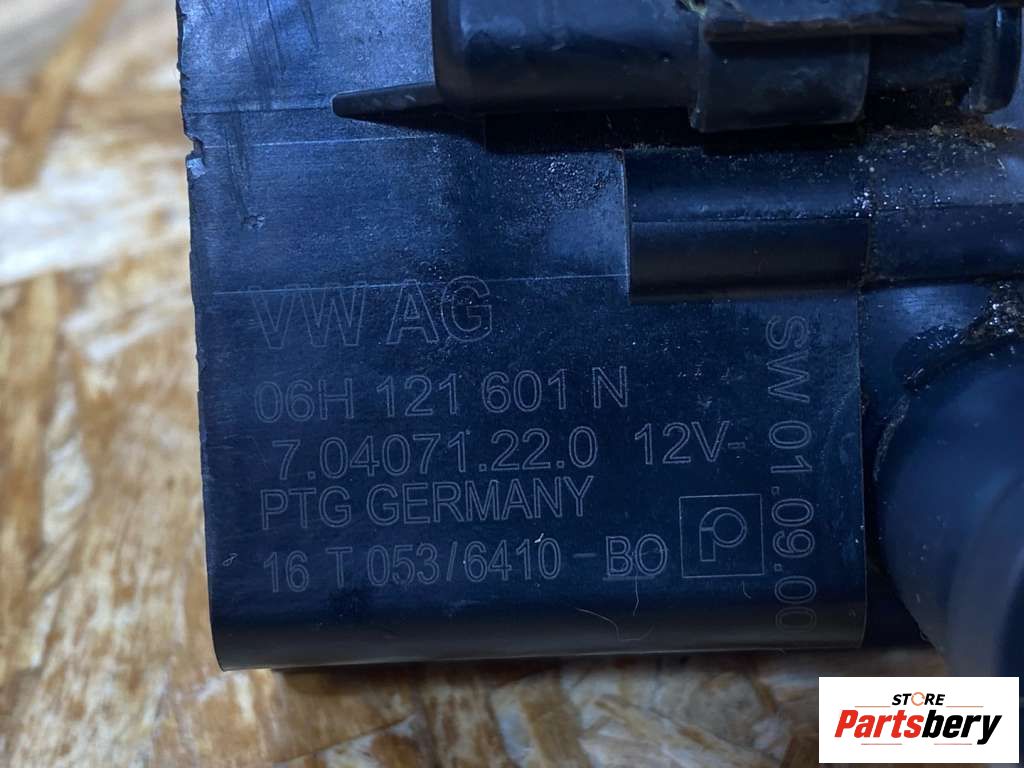 VW AG
06H 121 601 N
7.04071.22.0 12V-
PTG GERMANY
16 T 053/6410-BO
SW 01.09.00
STORE
Partsbery